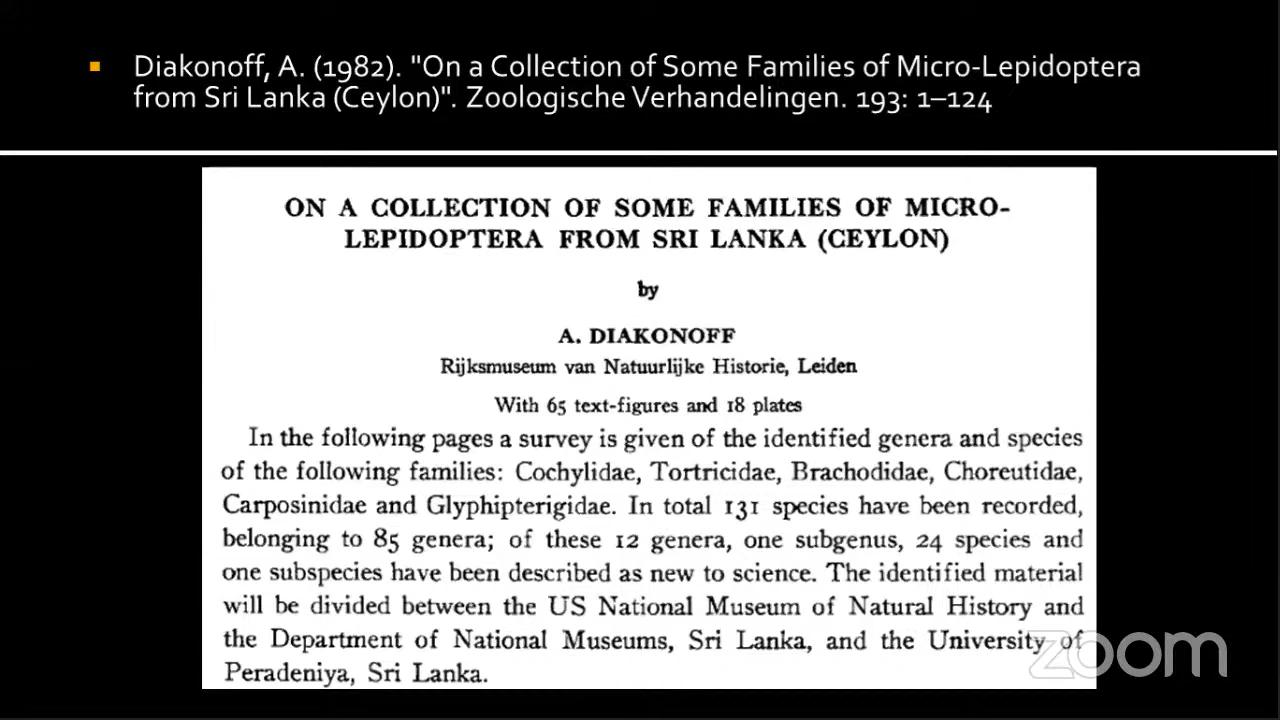 Diakonoff, A. (1982). "On a Collection of Some Families of Micro-Lepidoptera
from Sri Lanka (Ceylon)". Zoologische Verhandelingen. 193: 1–124
ON A COLLECTION OF SOME FAMILIES OF MICRO-
LEPIDOPTERA FROM SRI LANKA (CEYLON)
by
A. DIAKONOFF
Rijksmuseum van Natuurlijke Historie, Leiden
With 65 text-figures and 18 plates
In the following pages a survey is given of the identified genera and species
of the following families: Cochylidae, Tortricidae, Brachodidae, Choreutidae,
Carposinidae and Glyphipterigidae. In total 131 species have been recorded,
belonging to 85 genera; of these 12 genera, one subgenus, 24 species and
one subspecies have been described as new to science. The identified material
will be divided between the US National Museum of Natural History and
the Department of National Museums, Sri Lanka, and the University of
Peradeniya, Sri Lanka.
zoom